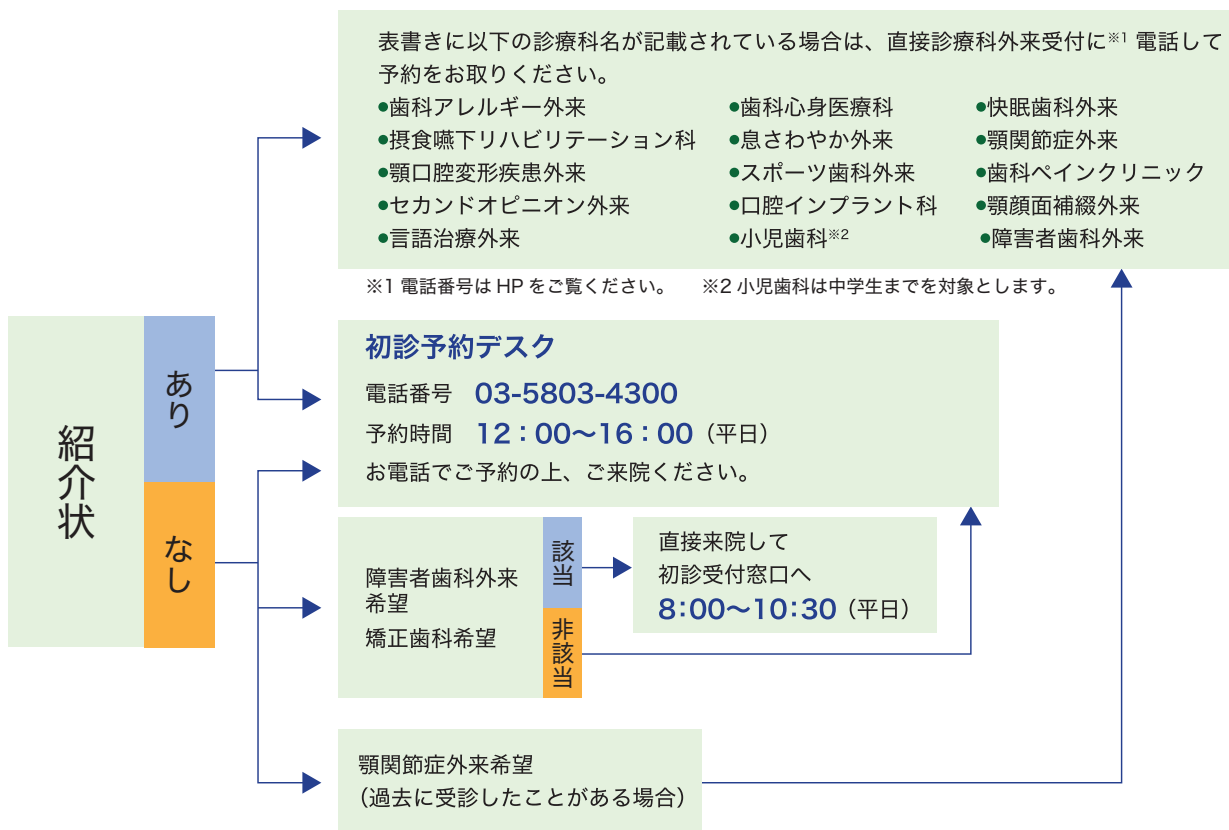 表書きに以下の診療科名が記載されている場合は、直接診療科外来受付に※1 電話して
予約をお取りください。
●歯科アレルギー外来 ●歯科心身医療科 ●快眠歯科外来
●摂食嚥下リハビリテーション科 ●息さわやか外来 ●顎関節症外来
●顎口腔変形疾患外来 ●スポーツ歯科外来 ●歯科ペインクリニック
●セカンドオピニオン外来 ●口腔インプラント科 ●顎顔面補綴外来
●言語治療外来 ●小児歯科※2 ●障害者歯科外来
※1 電話番号は HP をご覧ください。 ※2 小児歯科は中学生までを対象とします。
紹介状
あり
なし
初診予約デスク
電話番号 03-5803-4300
予約時間 12：00〜16：00（平日）
お電話でご予約の上、ご来院ください。
障害者歯科外来
希望
矯正歯科希望
該当
非該当
直接来院して
初診受付窓口へ
8:00〜10:30（平日）
顎関節症外来希望
（過去に受診したことがある場合）